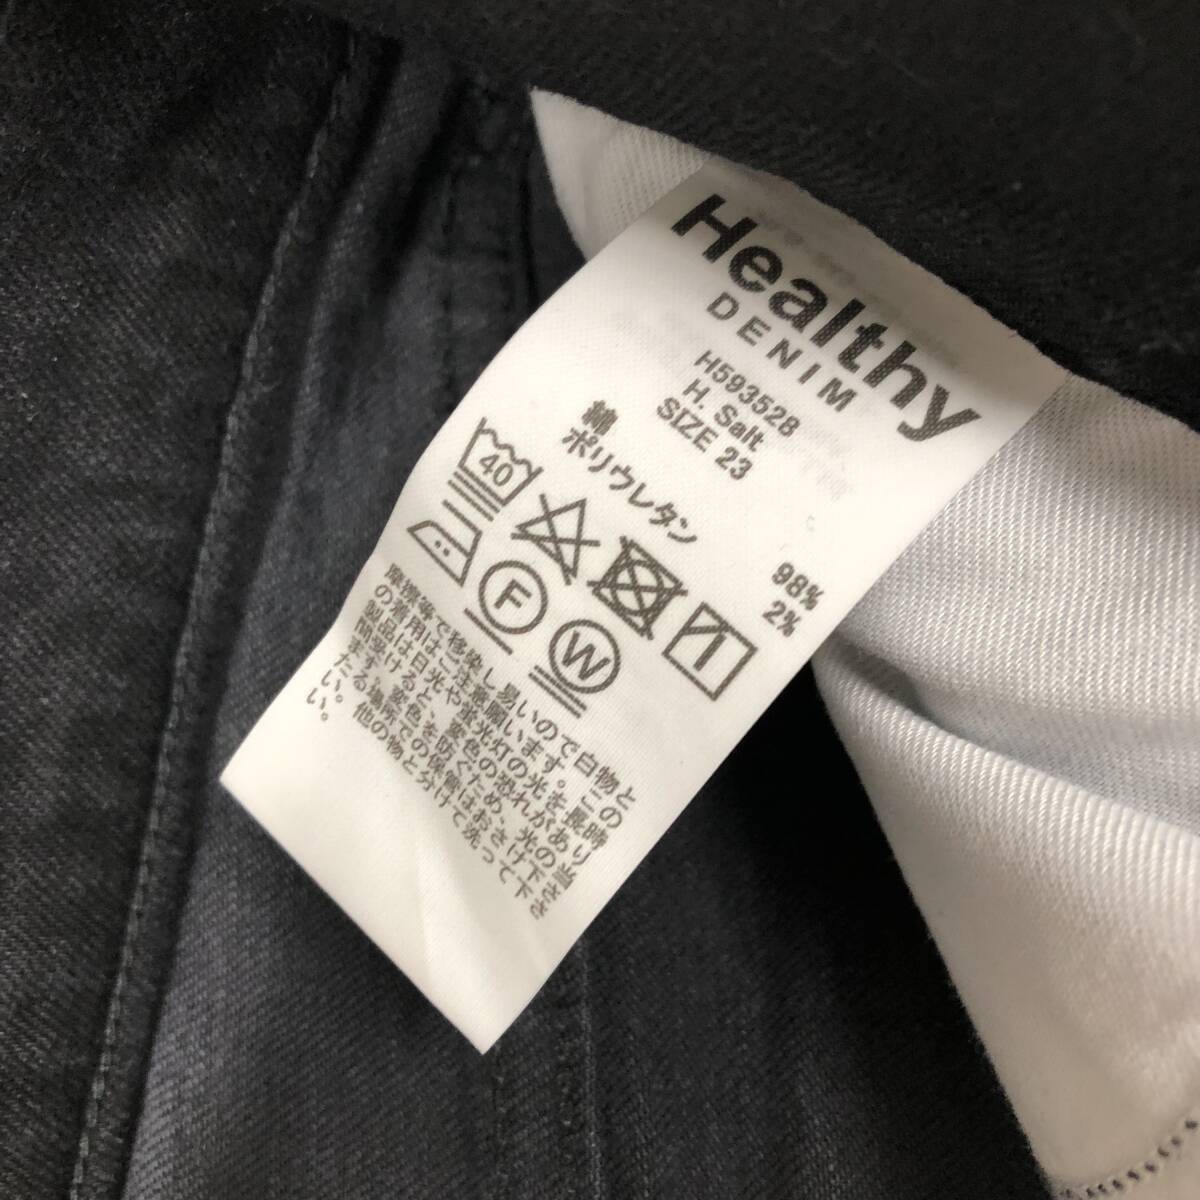 Healthy
DENIM
H593528
H. Salt
SIZE 23
綿 98%
ポリウレタン 2%
40
F
W
摩擦等で移染し易いので白物と
の着用はご注意願います。この
製品は日光や蛍光灯の光を長時
間受けると、変色の恐れがあり
ます。変色を防ぐため、光の当
たる場所での保管はおさけ下さ
い。他の物と分けて洗って下さ
い。